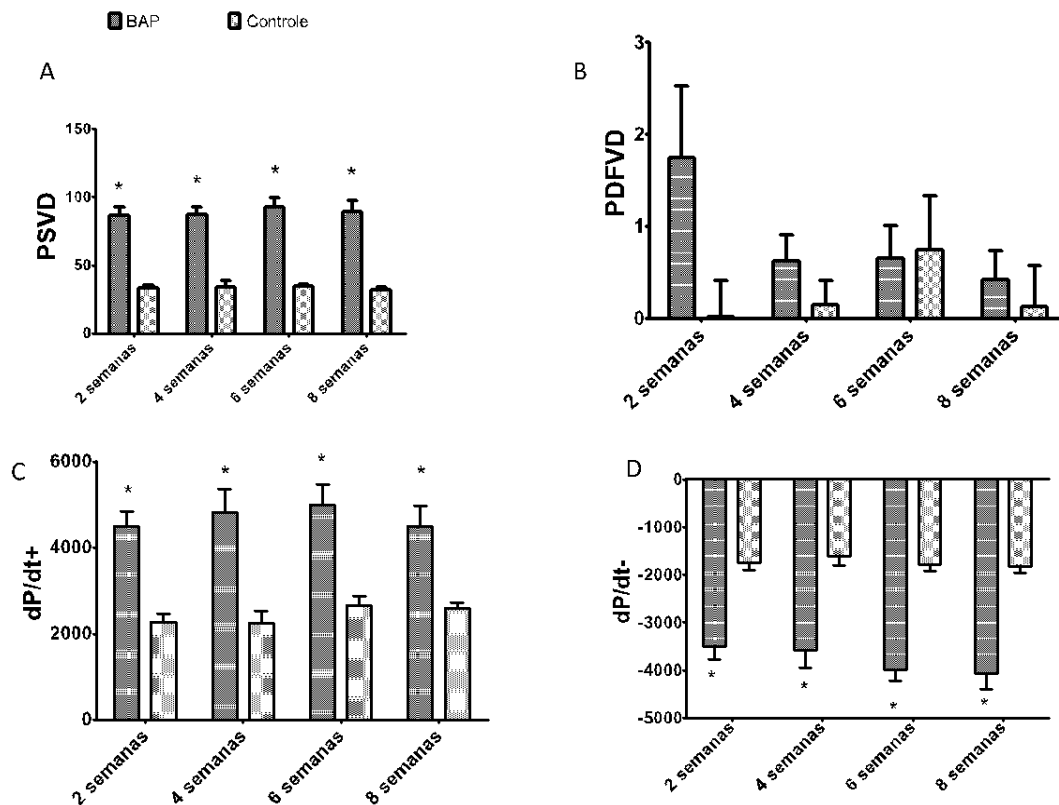 BAP
Controle
A
150
100
50
0
PSVD
*
*
*
*
2 semanas
4 semanas
6 semanas
8 semanas
B
3
2
1
0
PDFVD
2 semanas
4 semanas
6 semanas
8 semanas
C
6000
4000
2000
0
dP/dt+
*
*
*
*
2 semanas
4 semanas
6 semanas
8 semanas
D
0
-1000
-2000
-3000
-4000
-5000
dP/dt-
*
*
*
*
2 semanas
4 semanas
6 semanas
8 semanas